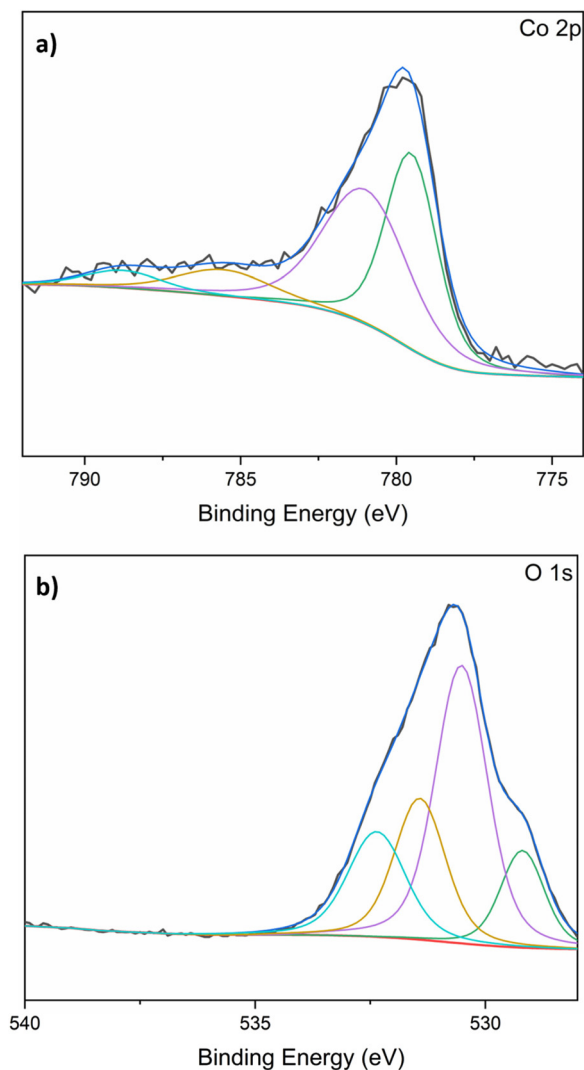 a)
Co 2p
790
785
780
775
Binding Energy (eV)
b)
O 1s
540
535
530
Binding Energy (eV)